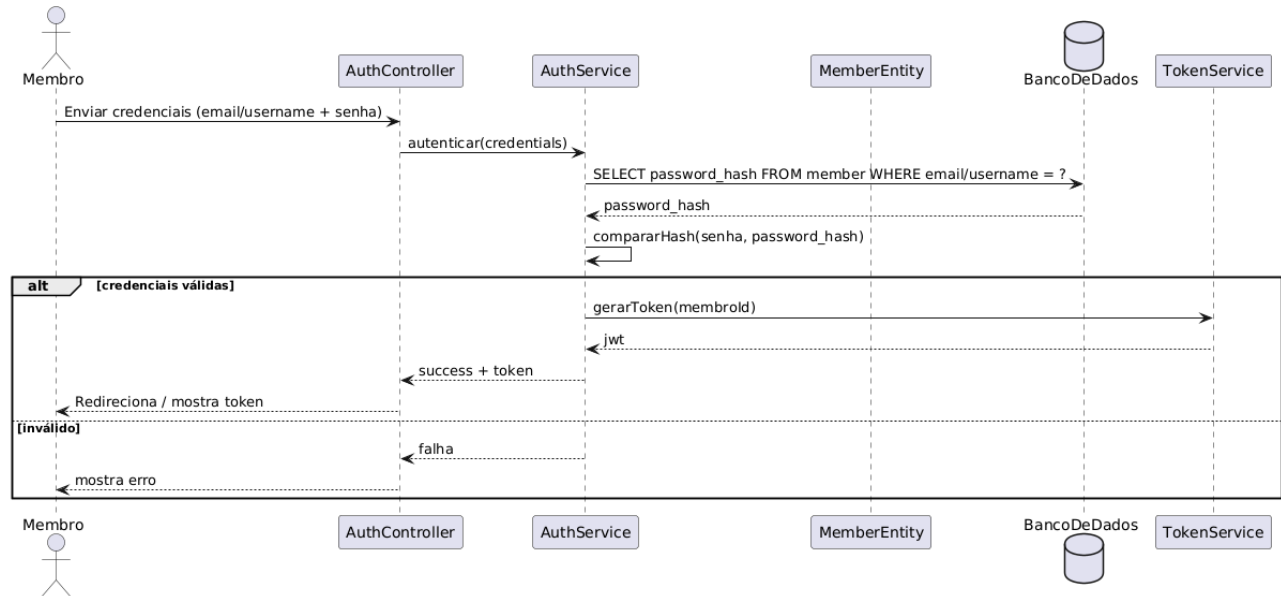 Membro
AuthController
AuthService
MemberEntity
BancoDeDados
TokenService
Enviar credenciais (email/username + senha)
autenticar(credentials)
SELECT password_hash FROM member WHERE email/username = ?
password_hash
compararHash(senha, password_hash)
alt [credenciais válidas]
gerarToken(membroId)
jwt
success + token
Redireciona / mostra token
[inválido]
falha
mostra erro
Membro
AuthController
AuthService
MemberEntity
BancoDeDados
TokenService